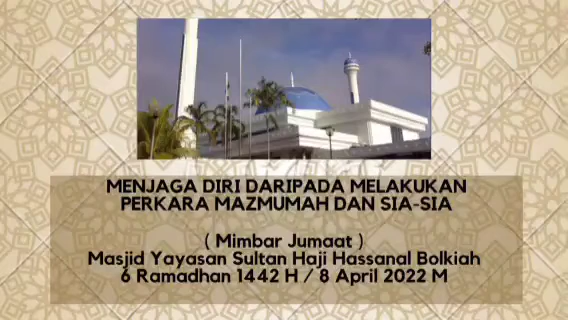 MENJAGA DIRI DARIPADA MELAKUKAN
PERKARA MAZMUMAH DAN SIA-SIA
( Mimbar Jumaat )
Masjid Yayasan Sultan Haji Hassanal Bolkiah
6 Ramadhan 1442 H / 8 April 2022 M